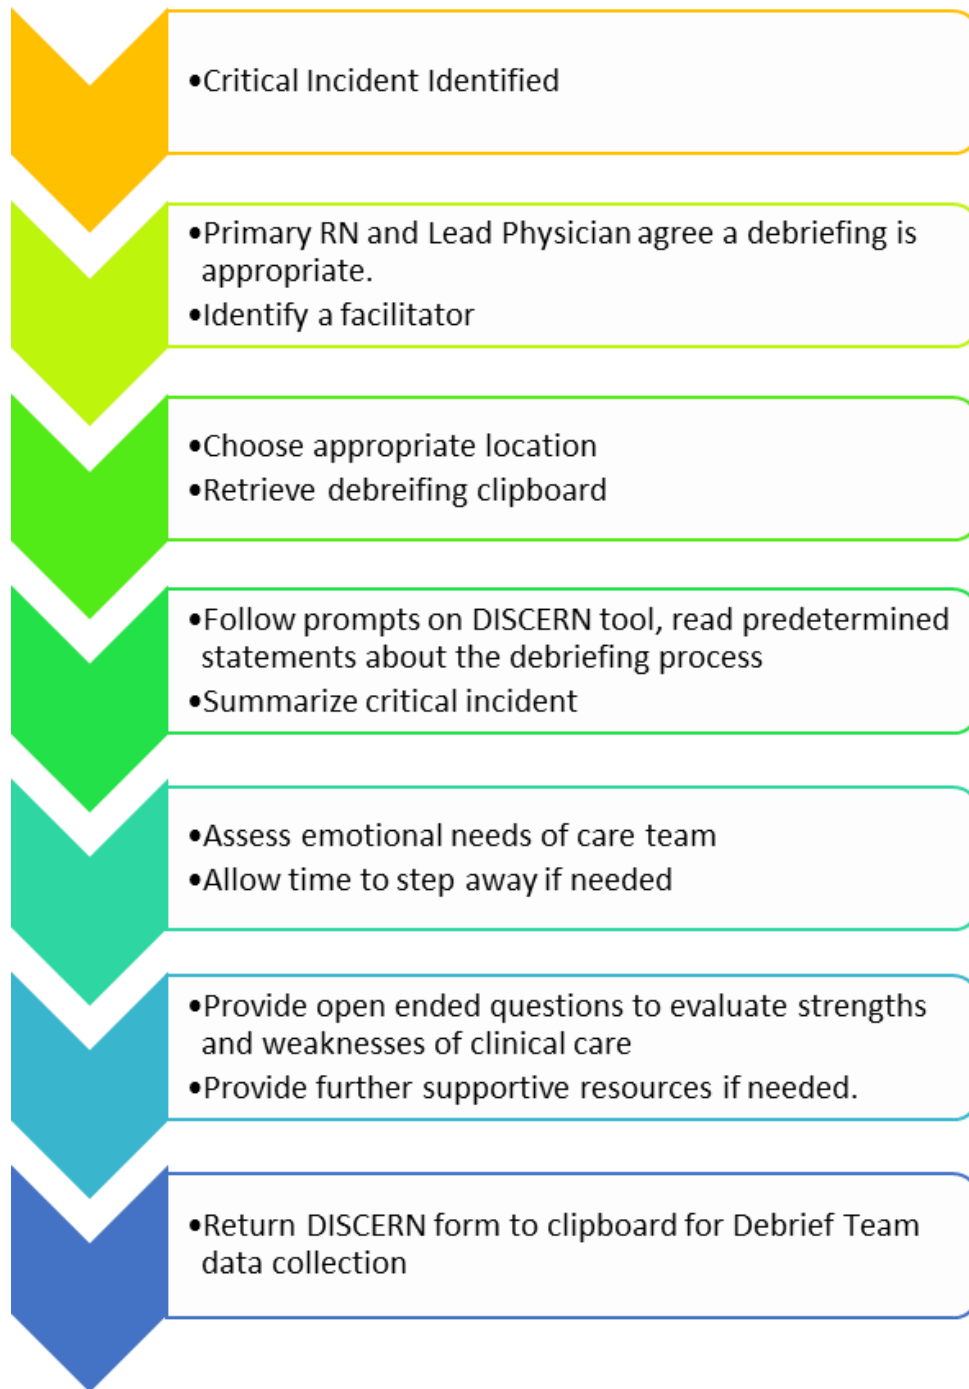 •Critical Incident Identified
•Primary RN and Lead Physician agree a debriefing is
appropriate.
•Identify a facilitator
•Choose appropriate location
•Retrieve debreifing clipboard
•Follow prompts on DISCERN tool, read predetermined
statements about the debriefing process
•Summarize critical incident
•Assess emotional needs of care team
•Allow time to step away if needed
•Provide open ended questions to evaluate strengths
and weaknesses of clinical care
•Provide further supportive resources if needed.
•Return DISCERN form to clipboard for Debrief Team
data collection